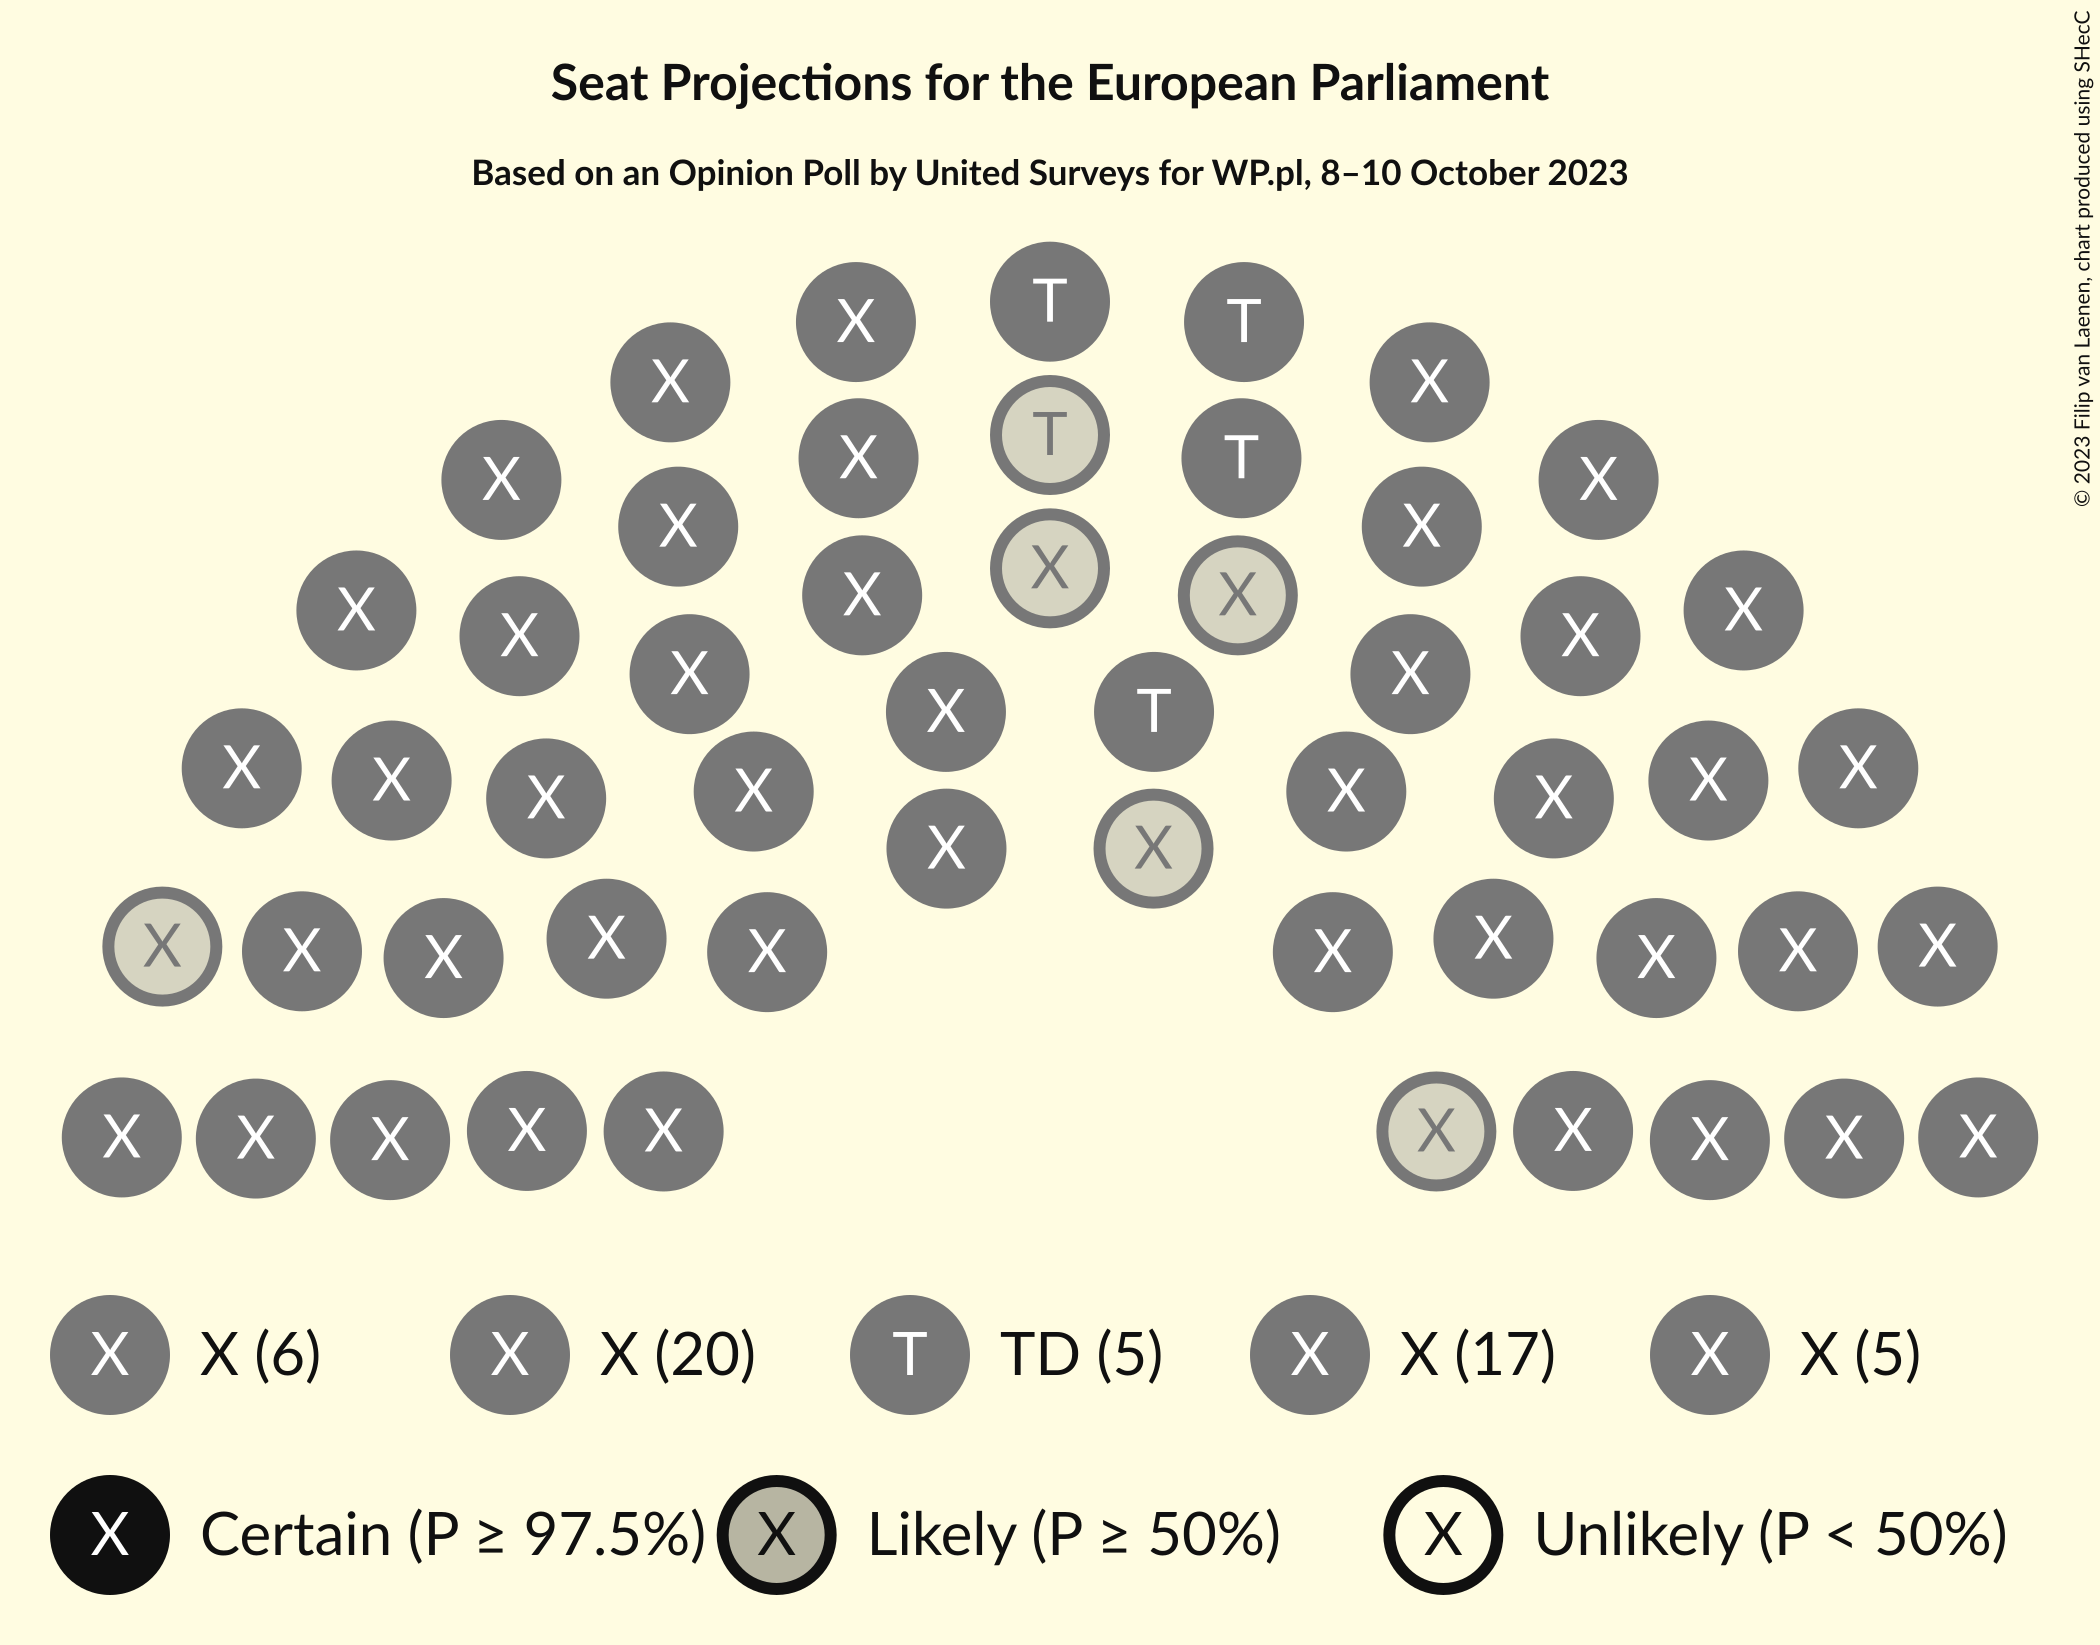 Seat Projections for the European Parliament
Based on an Opinion Poll by United Surveys for WP.pl, 8–10 October 2023
© 2023 Filip van Laenen, chart produced using SHecC
T
X T
X X
T
X T
X X
X X
X X
X X
X X
X X
X X
X T
X X
X X X X
X X
X X
X X
X X
X X X X
X X X X
X X
X X X X X X
X X X X X X X X X X
X X (6) X X (20) T TD (5) X X (17) X X (5)
X Certain (P ≥ 97.5%) X Likely (P ≥ 50%) X Unlikely (P < 50%)